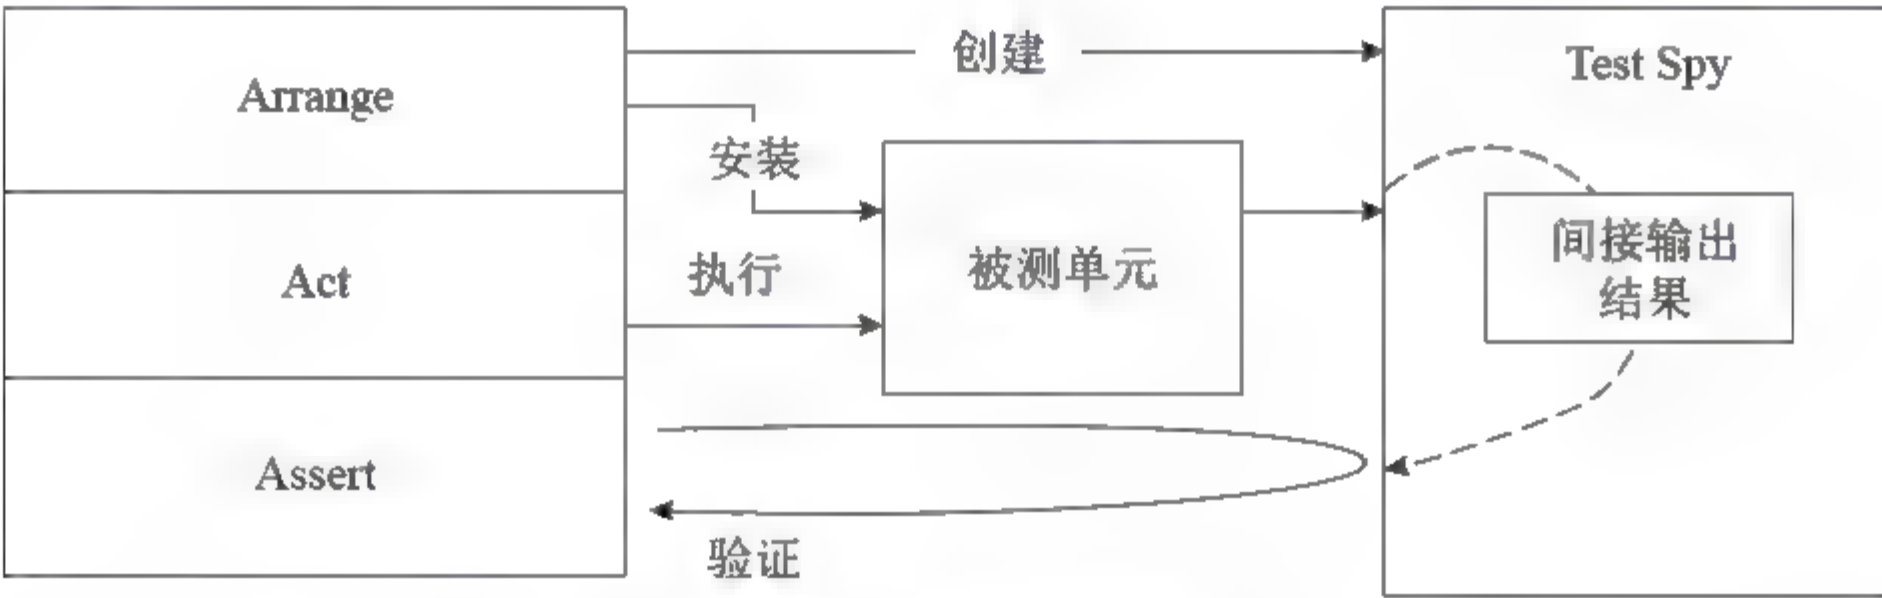 创建
Test Spy
Arrange
安装
间接输出
结果
Act
执行
被测单元
Assert
验证